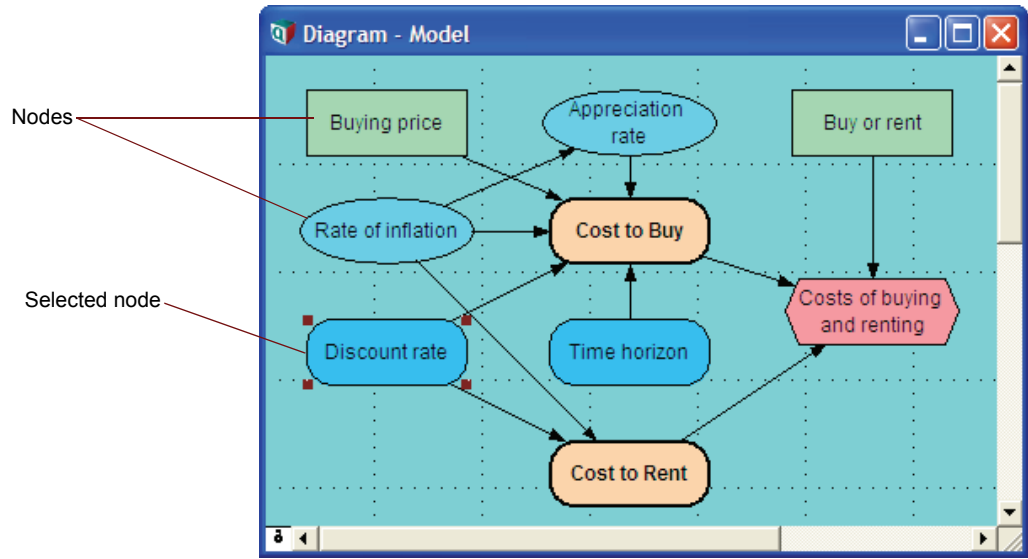 Diagram - Model
Nodes
Buying price
Appreciation
rate
Buy or rent
Rate of inflation
Cost to Buy
Selected node
Costs of buying
and renting
Discount rate
Time horizon
Cost to Rent